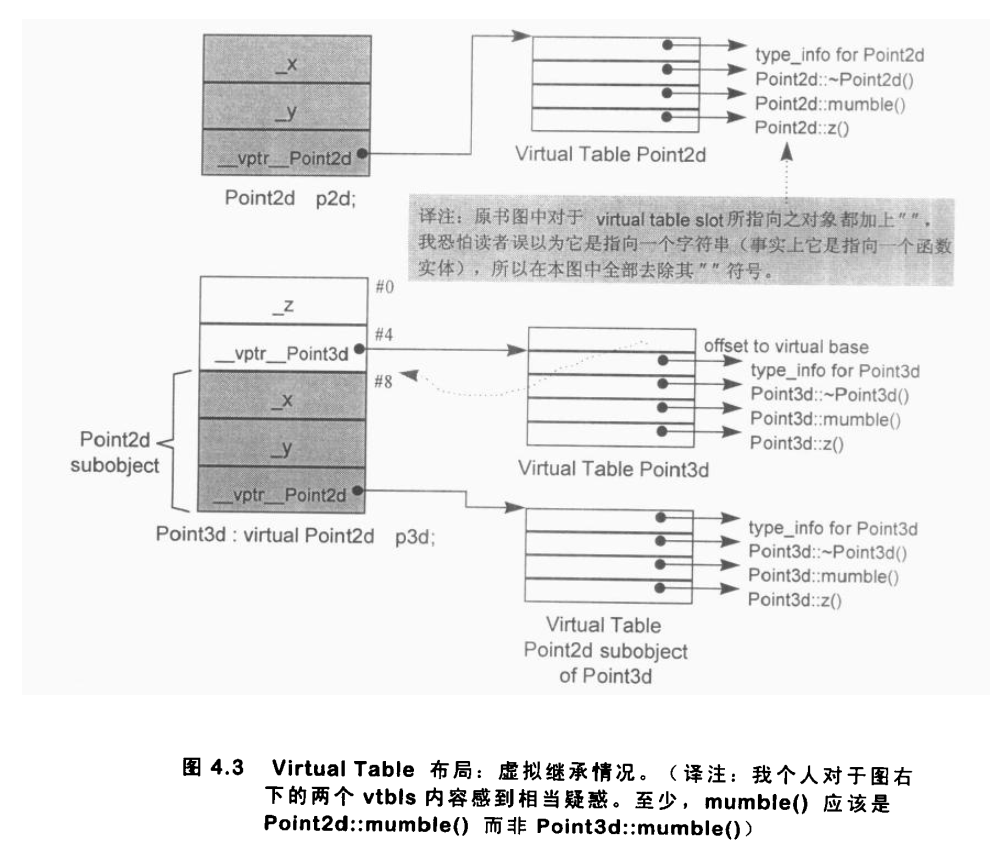 _x
_y
__vptr__Point2d
Point2d p2d;
type_info for Point2d
Point2d::~Point2d()
Point2d::mumble()
Point2d::z()
Virtual Table Point2d
译注：原书图中对于 virtual table slot所指向之对象都加上"",
我恐怕读者误以为它是指向一个字符串（事实上它是指向一个函数
实体），所以在本图中全部去除其""符号。
#0
_z
#4
__vptr__Point3d
#8
_x
_y
__vptr__Point2d
Point2d
subobject
Point3d : virtual Point2d p3d;
offset to virtual base
type_info for Point3d
Point3d::~Point3d()
Point3d::mumble()
Point3d::z()
Virtual Table Point3d
type_info for Point3d
Point3d::~Point3d()
Point3d::mumble()
Point3d::z()
Virtual Table
Point2d subobject
of Point3d
图 4.3 Virtual Table 布局：虚拟继承情况。（译注：我个人对于图右
下的两个 vtbls 内容感到相当疑惑。至少，mumble() 应该是
Point2d::mumble() 而非 Point3d::mumble()）